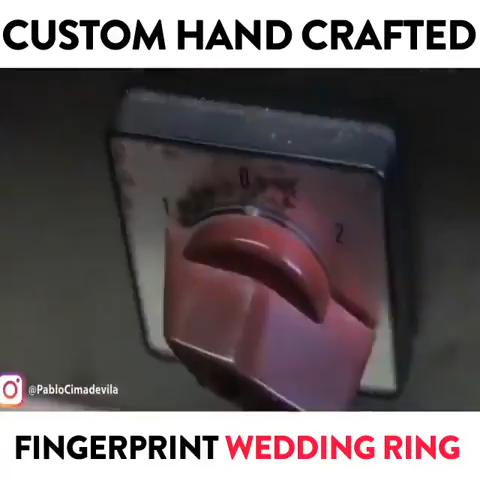 CUSTOM HAND CRAFTED
0
1
2
@PabloCimadevila
FINGERPRINT WEDDING RING